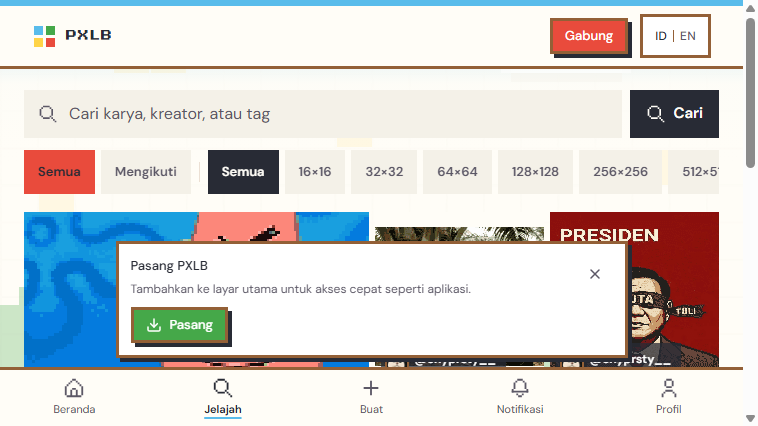 PXLB
Gabung
ID | EN
Cari karya, kreator, atau tag
Cari
Semua
Mengikuti
Semua
16×16
32×32
64×64
128×128
256×256
512×51
PRESIDEN
Pasang PXLB
Tambahkan ke layar utama untuk akses cepat seperti aplikasi.
Pasang
Beranda
Jelajah
Buat
Notifikasi
Profil